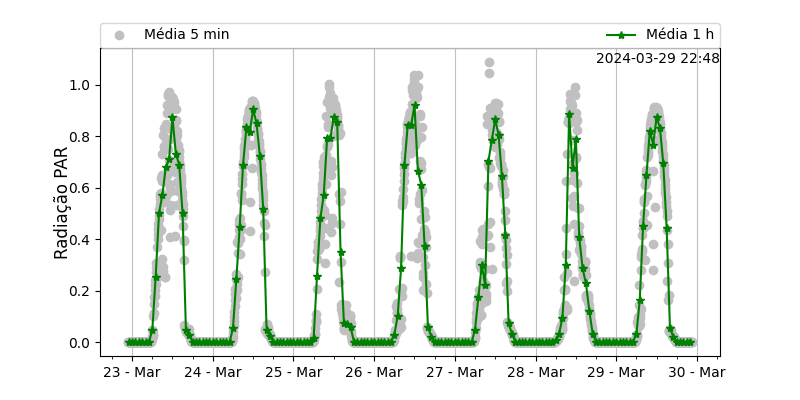 Média 5 min
Média 1 h
2024-03-29 22:48
Radiação PAR
1.0
0.8
0.6
0.4
0.2
0.0
23 - Mar
24 - Mar
25 - Mar
26 - Mar
27 - Mar
28 - Mar
29 - Mar
30 - Mar